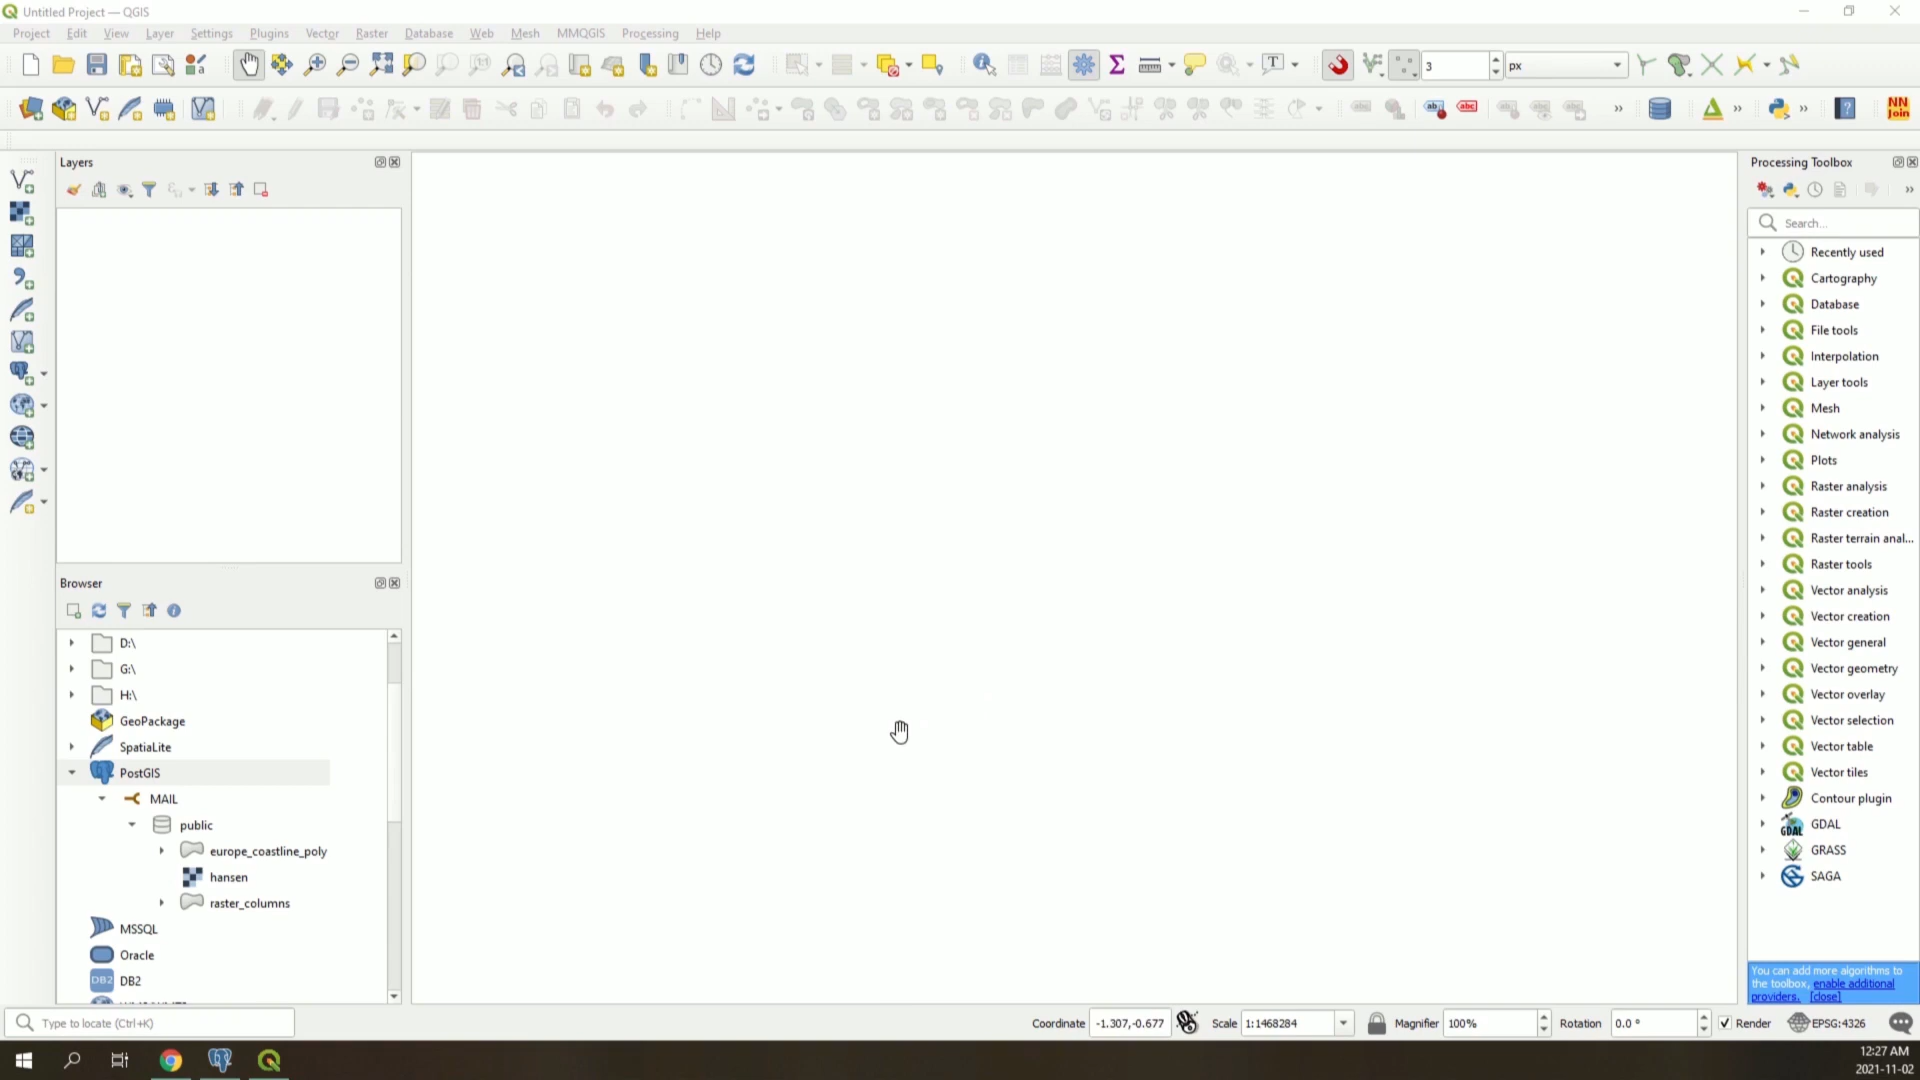 Untitled Project — QGIS
Project Edit View Layer Settings Plugins Vector Raster Database Web Mesh MMQGIS Processing Help
3 px
NN Join
Layers
Browser
D:\
G:\
H:\
GeoPackage
SpatiaLite
PostGIS
MAIL
public
europe_coastline_poly
hansen
raster_columns
MSSQL
Oracle
DB2 DB2
Processing Toolbox
Search...
Recently used
Cartography
Database
File tools
Interpolation
Layer tools
Mesh
Network analysis
Plots
Raster analysis
Raster creation
Raster terrain anal...
Raster tools
Vector analysis
Vector creation
Vector general
Vector geometry
Vector overlay
Vector selection
Vector table
Vector tiles
Contour plugin
GDAL GDAL
GRASS
SAGA
You can add more algorithms to
the toolbox, enable additional
providers. [close]
Type to locate (Ctrl+K) Coordinate -1.307,-0.677 Scale 1:1468284 Magnifier 100% Rotation 0.0 ° Render EPSG:4326
12:27 AM
2021-11-02